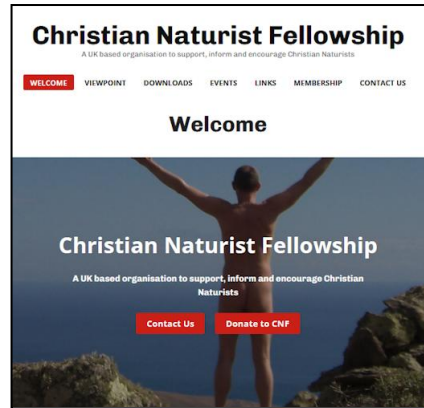 Christian Naturist Fellowship
A UK based organisation to support, inform and encourage Christian Naturists
WELCOME VIEWPOINT DOWNLOADS EVENTS LINKS MEMBERSHIP CONTACT US
Welcome
Christian Naturist Fellowship
A UK based organisation to support, inform and encourage Christian
Naturists
Contact Us Donate to CNF